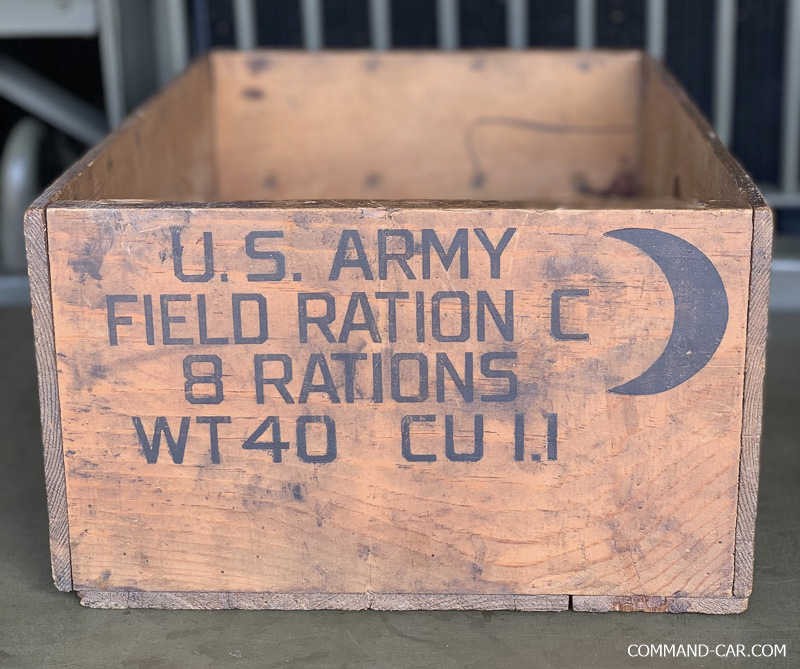 U.S. ARMY
FIELD RATION C
8 RATIONS
WT 40 CU 1.1
COMMAND-CAR.COM